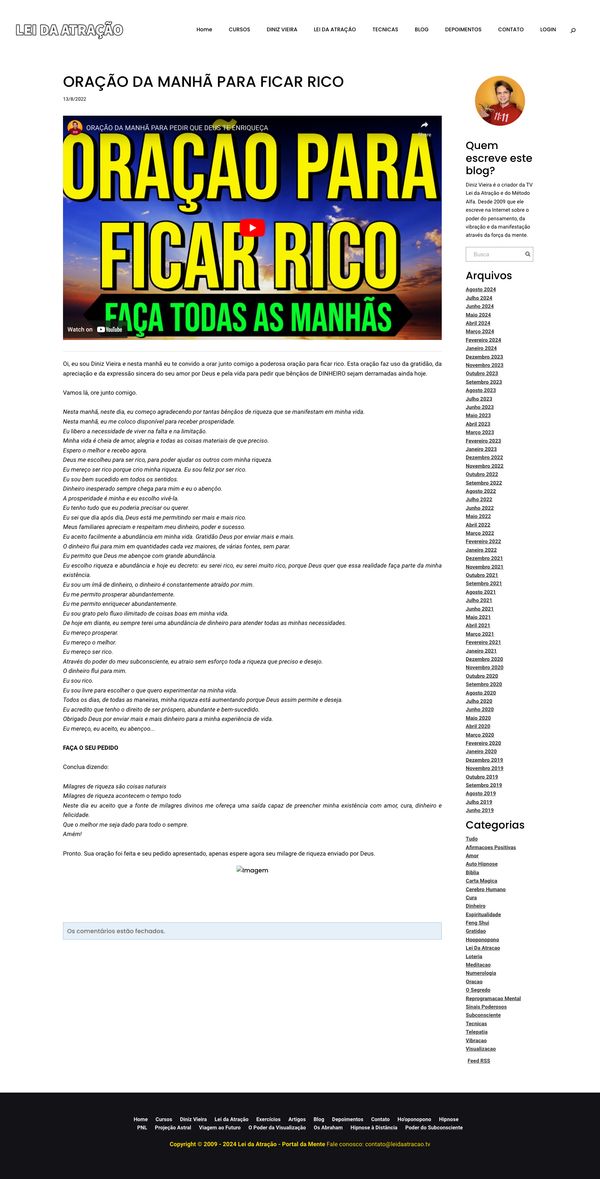 LEI DA ATRAÇÃO
Home CURSOS DINIZ VIEIRA LEI DA ATRAÇÃO TECNICAS BLOG DEPOIMENTOS CONTATO LOGIN
ORAÇÃO DA MANHÃ PARA FICAR RICO
13/8/2022
ORAÇÃO DA MANHÃ PARA PEDIR QUE DEUS TE ENRIQUEÇA
Share
ORAÇÃO PARA
FICAR RICO
FAÇA TODAS AS MANHÃS
Watch on YouTube
Oi, eu sou Diniz Vieira e nesta manhã eu te convido a orar junto comigo a poderosa oração para ficar rico. Esta oração faz uso da gratidão, da
apreciação e da expressão sincera do seu amor por Deus e pela vida para pedir que bênçãos de DINHEIRO sejam derramadas ainda hoje.
Vamos lá, ore junto comigo.
Nesta manhã, neste dia, eu começo agradecendo por tantas bênçãos de riqueza que se manifestam em minha vida.
Nesta manhã, eu me coloco disponível para receber prosperidade.
Eu libero a necessidade de viver na falta e na limitação.
Minha vida é cheia de amor, alegria e todas as coisas materiais de que preciso.
Espero o melhor e recebo agora.
Deus me escolheu para ser rico, para poder ajudar os outros com minha riqueza.
Eu mereço ser rico porque crio minha riqueza. Eu sou feliz por ser rico.
Eu sou bem sucedido em todos os sentidos.
Dinheiro inesperado sempre chega para mim e eu o abençôo.
A prosperidade é minha e eu escolho vivê-la.
Eu tenho tudo que eu poderia precisar ou querer.
Eu sei que dia após dia, Deus está me permitindo ser mais e mais rico.
Meus familiares apreciam e respeitam meu dinheiro, poder e sucesso.
Eu aceito facilmente a abundância em minha vida. Gratidão Deus por enviar mais e mais.
O dinheiro flui para mim em quantidades cada vez maiores, de várias fontes, sem parar.
Eu permito que Deus me abençoe com grande abundância.
Eu escolho riqueza e abundância e hoje eu decreto: eu serei rico, eu serei muito rico, porque Deus quer que essa realidade faça parte da minha
existência.
Eu sou um ímã de dinheiro, o dinheiro é constantemente atraído por mim.
Eu me permito prosperar abundantemente.
Eu me permito enriquecer abundantemente.
Eu sou grato pelo fluxo ilimitado de coisas boas em minha vida.
De hoje em diante, eu sempre terei uma abundância de dinheiro para atender todas as minhas necessidades.
Eu mereço prosperar.
Eu mereço o melhor.
Eu mereço ser rico.
Através do poder do meu subconsciente, eu atraio sem esforço toda a riqueza que preciso e desejo.
O dinheiro flui para mim.
Eu sou rico.
Eu sou livre para escolher o que quero experimentar na minha vida.
Todos os dias, de todas as maneiras, minha riqueza está aumentando porque Deus assim permite e deseja.
Eu acredito que tenho o direito de ser próspero, abundante e bem-sucedido.
Obrigado Deus por enviar mais e mais dinheiro para a minha experiência de vida.
Eu mereço, eu aceito, eu abençoo...
FAÇA O SEU PEDIDO
Conclua dizendo:
Milagres de riqueza são coisas naturais
Milagres de riqueza acontecem o tempo todo
Neste dia eu aceito que a fonte de milagres divinos me ofereça uma saída capaz de preencher minha existência com amor, cura, dinheiro e
felicidade.
Que o melhor me seja dado para todo o sempre.
Amém!
Pronto. Sua oração foi feita e seu pedido apresentado, apenas espere agora seu milagre de riqueza enviado por Deus.
Imagem
Os comentários estão fechados.
11:11
Quem
escreve este
blog?
Diniz Vieira é o criador da TV
Lei da Atração e do Método
Alfa. Desde 2009 que ele
escreve na Internet sobre o
poder do pensamento, da
vibração e da manifestação
através da força da mente.
Busca
Arquivos
Agosto 2024
Julho 2024
Junho 2024
Maio 2024
Abril 2024
Março 2024
Fevereiro 2024
Janeiro 2024
Dezembro 2023
Novembro 2023
Outubro 2023
Setembro 2023
Agosto 2023
Julho 2023
Junho 2023
Maio 2023
Abril 2023
Março 2023
Fevereiro 2023
Janeiro 2023
Dezembro 2022
Novembro 2022
Outubro 2022
Setembro 2022
Agosto 2022
Julho 2022
Junho 2022
Maio 2022
Abril 2022
Março 2022
Fevereiro 2022
Janeiro 2022
Dezembro 2021
Novembro 2021
Outubro 2021
Setembro 2021
Agosto 2021
Julho 2021
Junho 2021
Maio 2021
Abril 2021
Março 2021
Fevereiro 2021
Janeiro 2021
Dezembro 2020
Novembro 2020
Outubro 2020
Setembro 2020
Agosto 2020
Julho 2020
Junho 2020
Maio 2020
Abril 2020
Março 2020
Fevereiro 2020
Janeiro 2020
Dezembro 2019
Novembro 2019
Outubro 2019
Setembro 2019
Agosto 2019
Julho 2019
Junho 2019
Categorias
Tudo
Afirmacoes Positivas
Amor
Auto Hipnose
Bíblia
Carta Magica
Cerebro Humano
Cura
Dinheiro
Espiritualidade
Feng Shui
Gratidao
Hooponopono
Lei Da Atracao
Loteria
Meditacao
Numerologia
Oracao
O Segredo
Reprogramacao Mental
Sinais Poderosos
Subconsciente
Tecnicas
Telepatia
Vibracao
Visualizacao
Feed RSS
Home Cursos Diniz Vieira Lei da Atração Exercícios Artigos Blog Depoimentos Contato Ho'oponopono Hipnose
PNL Projeção Astral Viagem ao Futuro O Poder da Visualização Os Abraham Hipnose à Distância Poder do Subconsciente
Copyright © 2009 - 2024 Lei da Atração - Portal da Mente Fale conosco: contato@leidaatracao.tv